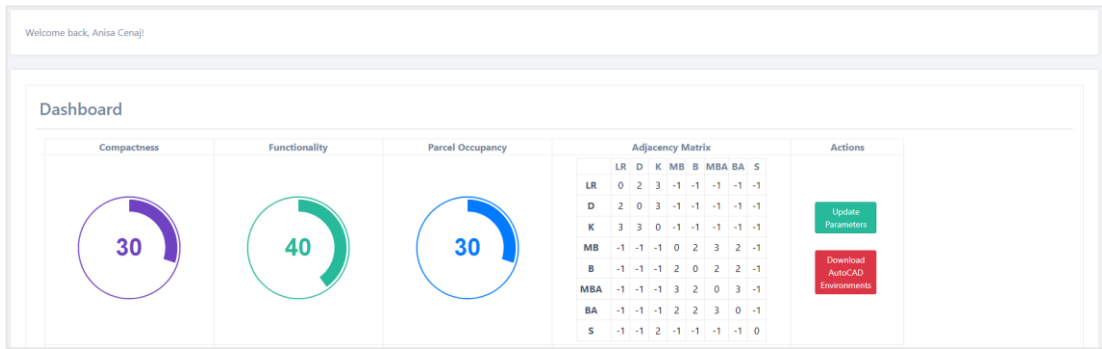 Welcome back, Anisa Cenaj!
Dashboard
Compactness Functionality Parcel Occupancy Adjacency Matrix Actions
30
40
30
LR D K MB B MBA BA S
LR 0 2 3 -1 -1 -1 -1 -1
D 2 0 3 -1 -1 -1 -1 -1
K 3 3 0 -1 -1 -1 -1 -1
MB -1 -1 -1 0 2 3 2 -1
B -1 -1 -1 2 0 2 2 -1
MBA -1 -1 -1 3 2 0 3 -1
BA -1 -1 -1 2 2 3 0 -1
S -1 -1 2 -1 -1 -1 -1 0
Update
Parameters
Download
AutoCAD
Environments